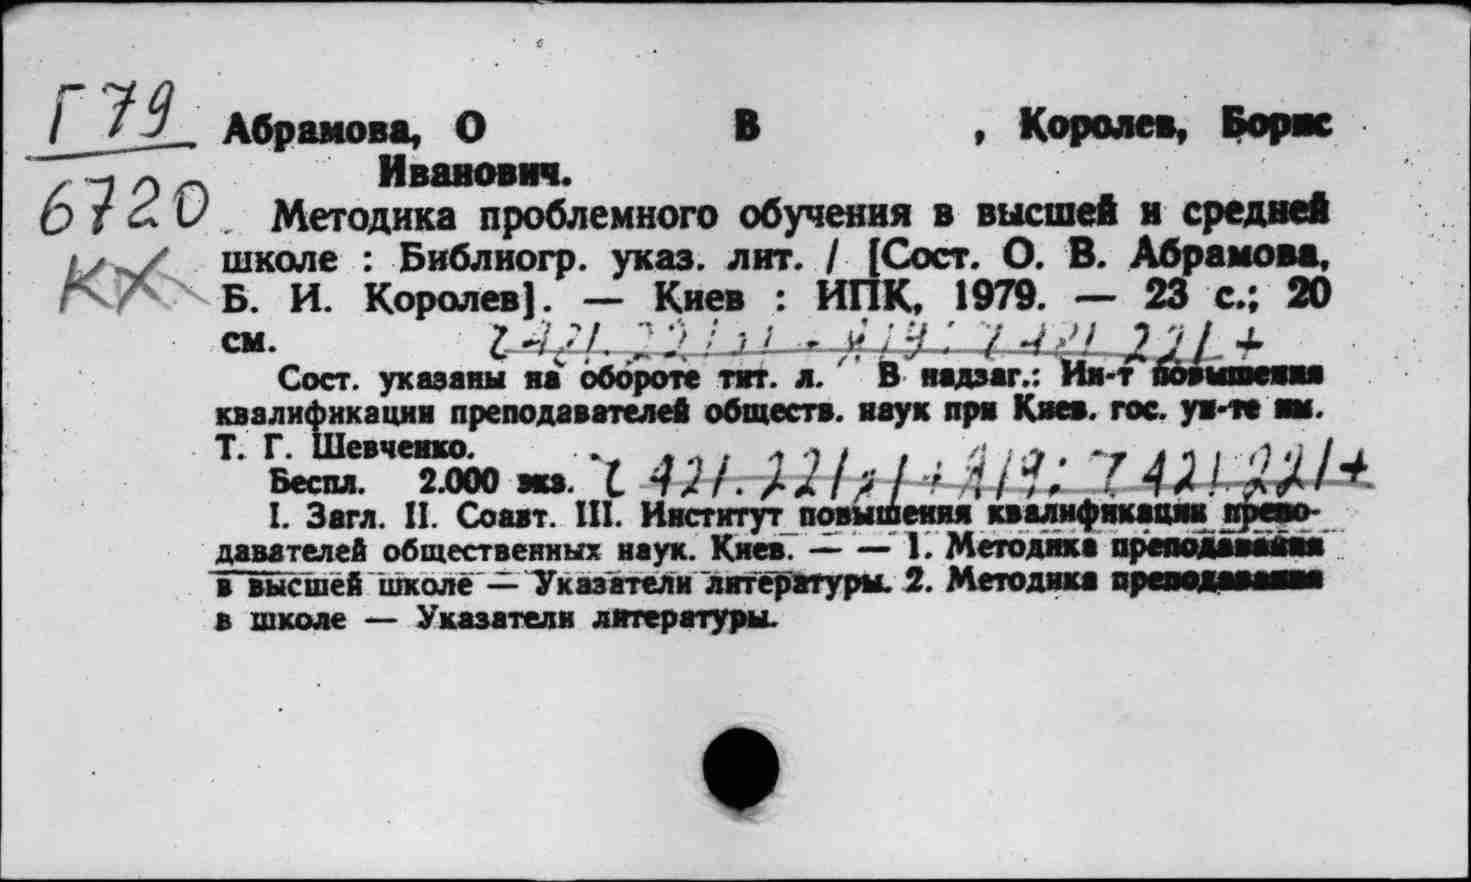 Г79
6720
КХ
Абрамова, О В , Королев, Борис
Иванович.
Методика проблемного обучения в высшей и средней
школе : Библиогр. указ. лит. / [Сост. О. В. Абрамова,
Б. И. Королев]. — Киев : ИПК, 1979. — 23 с.; 20
см.
Сост. указаны на обороте тит. л. В надзаг.: Ин-т повышения
квалификации преподавателей обществ. наук при Киев. гос. ун-те им.
Т. Г. Шевченко.
Беспл. 2.000 экз.
I. Загл. II. Соавт. III. Институт повышения квалификации препо-
давателей общественных наук. Киев. — — 1. Методика преподавания
в высшей школе — Указатели литературы. 2. Методика преподавания
в школе — Указатели литературы.